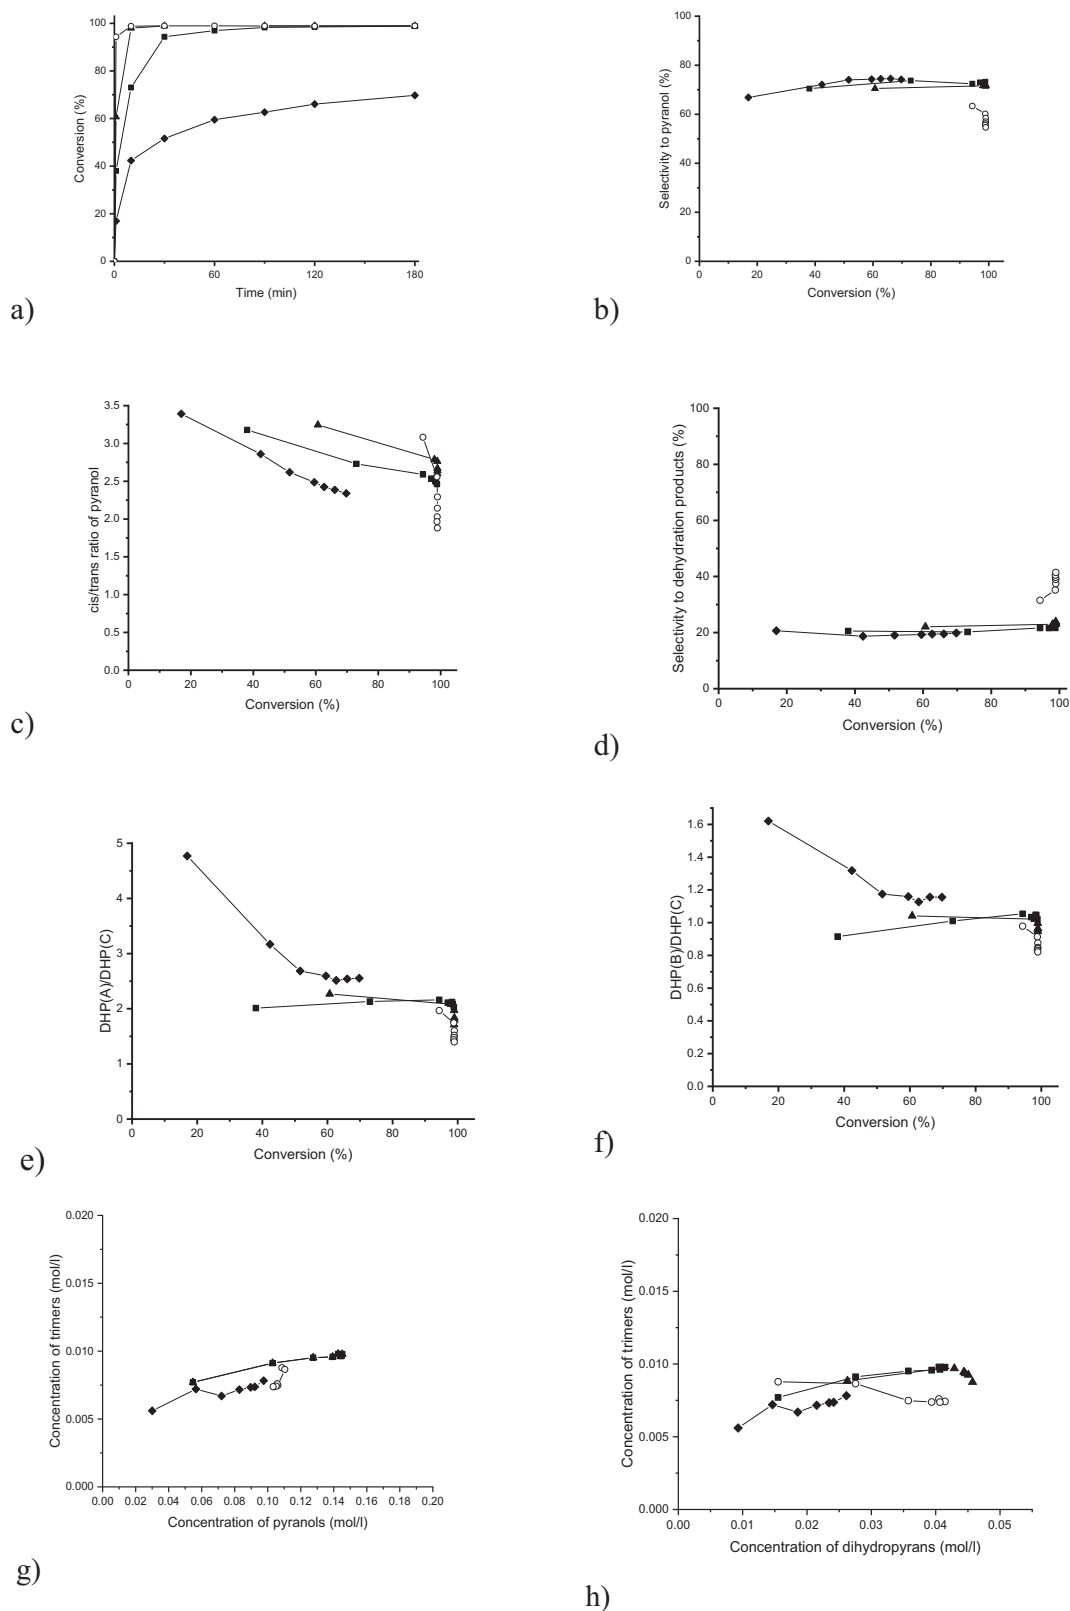 100
80
60
40
20
0
Conversion (%)
0 60 120 180
Time (min)
a)
100
90
80
70
60
50
40
30
20
10
0
Selectivity to pyranol (%)
0 20 40 60 80 100
Conversion (%)
b)
3.5
3.0
2.5
2.0
1.5
1.0
0.5
0.0
cis/trans ratio of pyranol
0 20 40 60 80 100
Conversion (%)
c)
100
80
60
40
20
0
Selectivity to dehydration products (%)
0 20 40 60 80 100
Conversion (%)
d)
5
4
3
2
1
0
DHP(A)/DHP(C)
0 20 40 60 80 100
Conversion (%)
e)
1.6
1.4
1.2
1.0
0.8
0.6
0.4
0.2
0.0
DHP(B)/DHP(C)
0 20 40 60 80 100
Conversion (%)
f)
0.020
0.015
0.010
0.005
0.000
Concentration of trimers (mol/l)
0.00 0.02 0.04 0.06 0.08 0.10 0.12 0.14 0.16 0.18 0.20
Concentration of pyranols (mol/l)
g)
0.020
0.015
0.010
0.005
0.000
Concentration of trimers (mol/l)
0.00 0.01 0.02 0.03 0.04 0.05
Concentration of dihydropyrans (mol/l)
h)